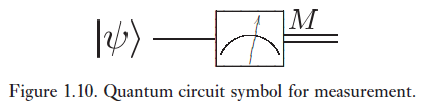 |ψ⟩ M
Figure 1.10. Quantum circuit symbol for measurement.